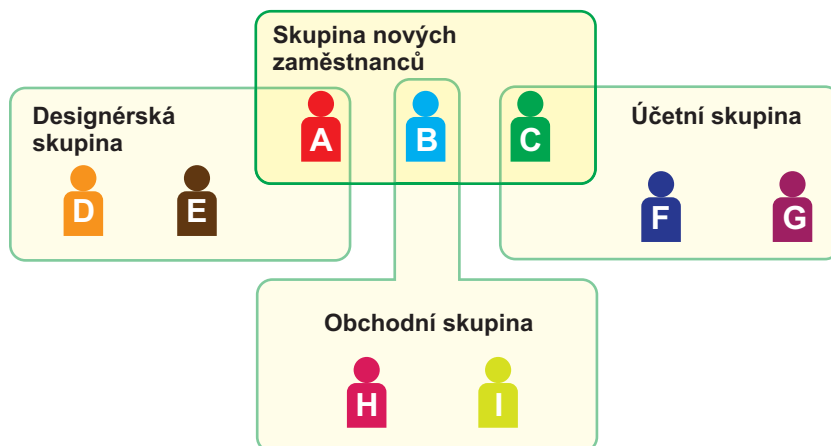 Skupina nových
zaměstnanců
Designérská
skupina
Účetní skupina
A
B
C
D
E
F
G
Obchodní skupina
H
I